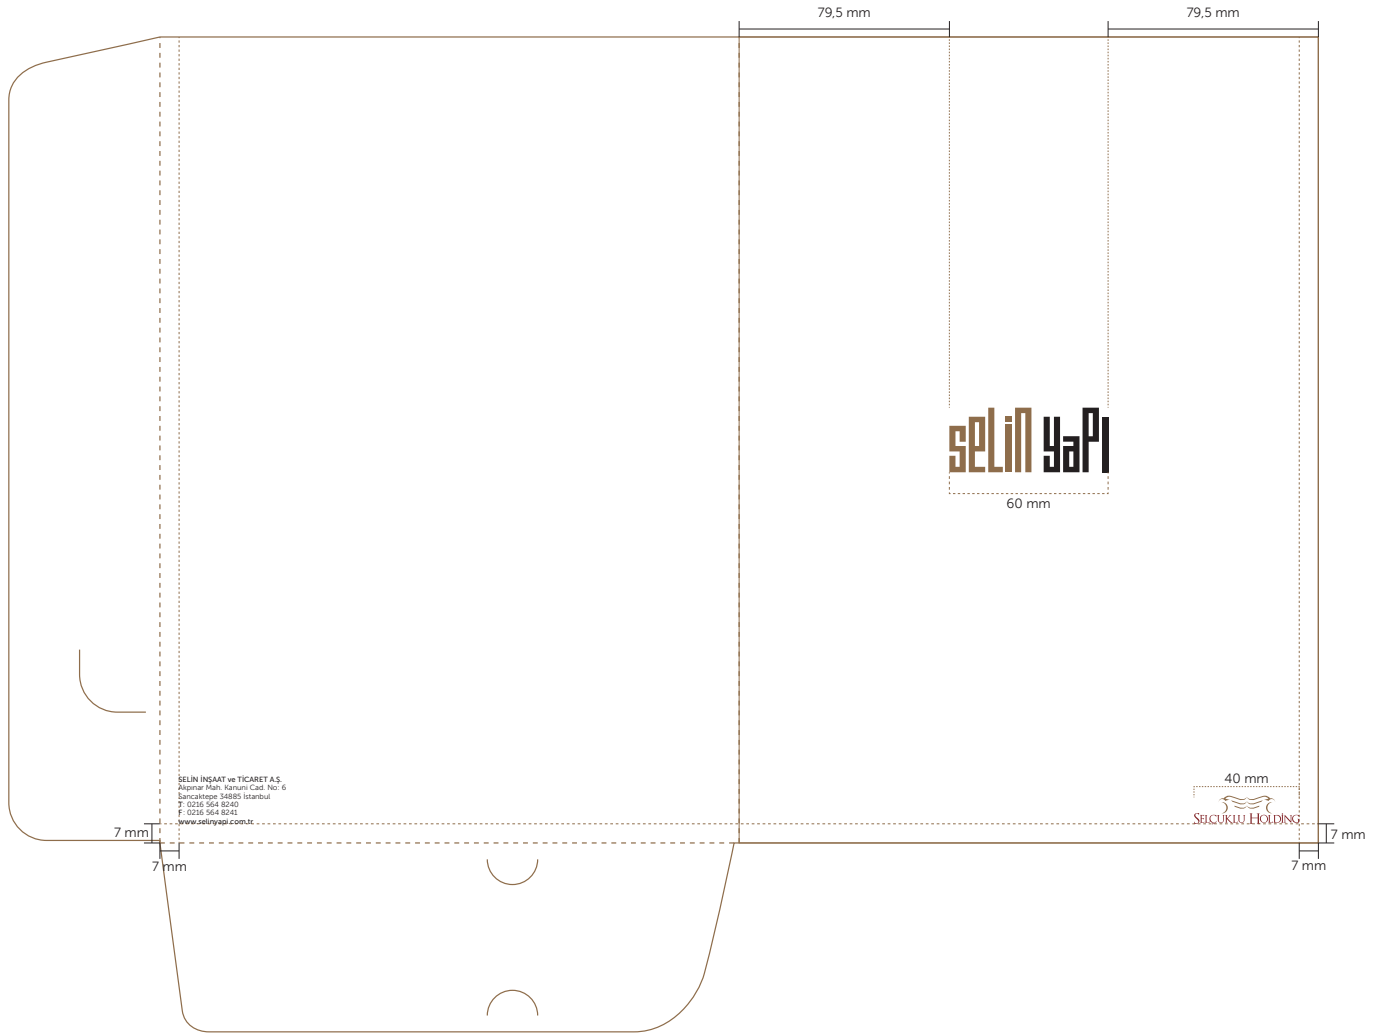 79,5 mm
79,5 mm
selin yapı
60 mm
SELİN İNŞAAT ve TİCARET A.Ş.
Akpınar Mah. Kanuni Cad. No: 6
Sancaktepe 34885 İstanbul
T: 0216 564 8240
F: 0216 564 8241
www.selinyapi.com.tr
7 mm
7 mm
40 mm
SELÇUKLU HOLDİNG
7 mm
7 mm